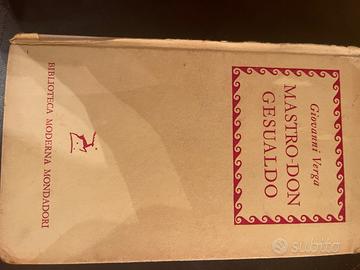 Giovanni Verga
MASTRO-DON
GESUALDO
BIBLIOTECA MODERNA MONDADORI
subito